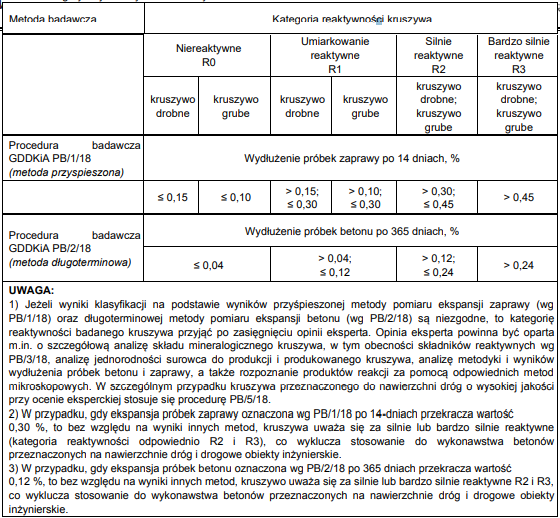 Metoda badawcza
Kategoria reaktywności kruszywa
Niereaktywne
R0
Umiarkowanie
reaktywne
R1
Silnie
reaktywne
R2
Bardzo silnie
reaktywne
R3
kruszywo
drobne
kruszywo
grube
kruszywo
drobne
kruszywo
grube
kruszywo
drobne;
kruszywo
grube
kruszywo
drobne;
kruszywo
grube
Procedura badawcza
GDDKiA PB/1/18
(metoda przyspieszona)
Wydłużenie próbek zaprawy po 14 dniach, %
≤ 0,15
≤ 0,10
> 0,15;
≤ 0,30
> 0,10;
≤ 0,30
> 0,30;
≤ 0,45
> 0,45
Procedura badawcza
GDDKiA PB/2/18
(metoda długoterminowa)
Wydłużenie próbek betonu po 365 dniach, %
≤ 0,04
> 0,04;
≤ 0,12
> 0,12;
≤ 0,24
> 0,24
UWAGA:
1) Jeżeli wyniki klasyfikacji na podstawie wyników przyśpieszonej metody pomiaru ekspansji zaprawy (wg
PB/1/18) oraz długoterminowej metody pomiaru ekspansji betonu (wg PB/2/18) są niezgodne, to kategorię
reaktywności badanego kruszywa przyjąć po zasięgnięciu opinii eksperta. Opinia eksperta powinna być oparta
m.in. o szczegółową analizę składu mineralogicznego kruszywa, w tym obecności składników reaktywnych wg
PB/3/18, analizę jednorodności surowca do produkcji i produkowanego kruszywa, analizę metodyki i wyników
wydłużenia próbek betonu i zaprawy, a także rozpoznanie produktów reakcji za pomocą odpowiednich metod
mikroskopowych. W szczególnym przypadku kruszywa przeznaczonego do nawierzchni dróg o wysokiej jakości
przy ocenie eksperckiej stosuje się procedurę PB/5/18.
2) W przypadku, gdy ekspansja próbek zaprawy oznaczona wg PB/1/18 po 14-dniach przekracza wartość
0,30 %, to bez względu na wyniki innych metod, kruszywa uważa się za silnie lub bardzo silnie reaktywne
(kategoria reaktywności odpowiednio R2 i R3), co wyklucza stosowanie do wykonawstwa betonów
przeznaczonych na nawierzchnie dróg i drogowe obiekty inżynierskie.
3) W przypadku, gdy ekspansja próbek betonu oznaczona wg PB/2/18 po 365 dniach przekracza wartość
0,12 %, to bez względu na wyniki innych metod, kruszywo uważa się za silnie lub bardzo silnie reaktywne R2 i R3,
co wyklucza stosowanie do wykonawstwa betonów przeznaczonych na nawierzchnie dróg i drogowe obiekty
inżynierskie.